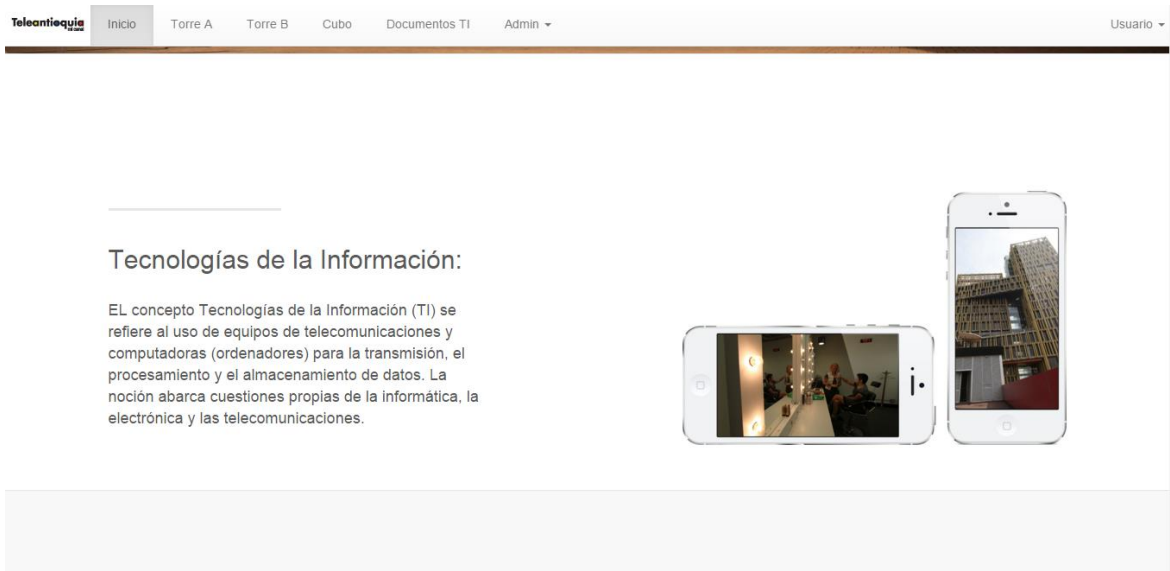 Teleantioquia
Inicio
Torre A
Torre B
Cubo
Documentos TI
Admin
Usuario
Tecnologías de la Información:
EL concepto Tecnologías de la Información (TI) se
refiere al uso de equipos de telecomunicaciones y
computadoras (ordenadores) para la transmisión, el
procesamiento y el almacenamiento de datos. La
noción abarca cuestiones propias de la informática, la
electrónica y las telecomunicaciones.